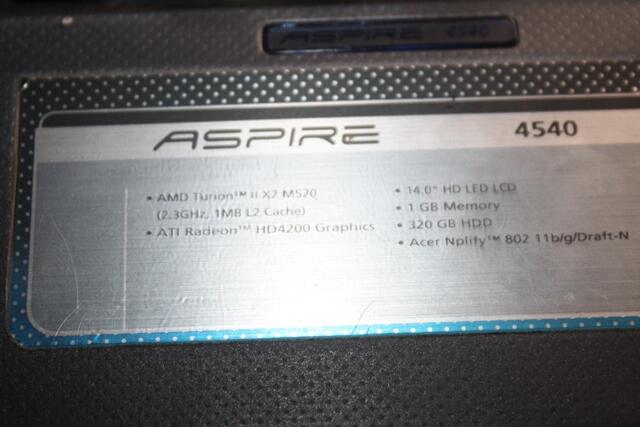 ASPIRE 4540
ASPIRE 4540
• AMD Turion™ II X2 M520
(2.3GHz, 1MB L2 Cache)
• ATI Radeon™ HD4200 Graphics
• 14.0" HD LED LCD
• 1 GB Memory
• 320 GB HDD
• Acer Nplify™ 802 11b/g/Draft-N